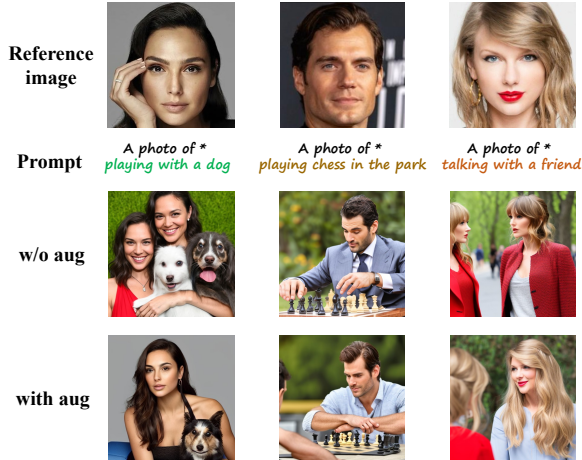 Reference
image
Prompt
A photo of *
playing with a dog
A photo of *
playing chess in the park
A photo of *
talking with a friend
w/o aug
with aug